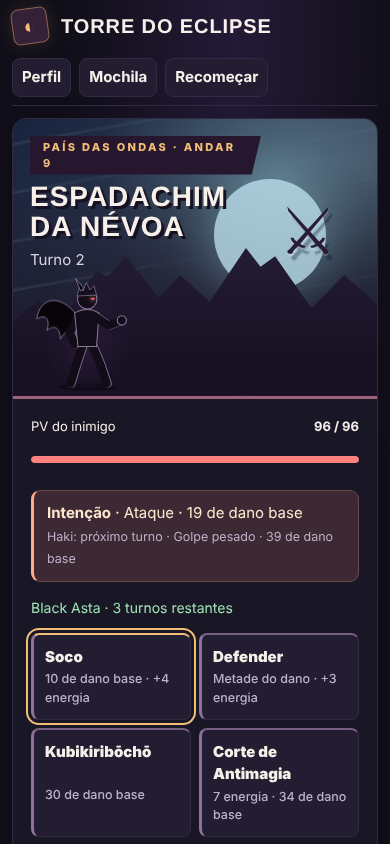 TORRE DO ECLIPSE
Perfil
Mochila
Recomeçar
PAÍS DAS ONDAS · ANDAR
9
ESPADACHIM
DA NÉVOA
Turno 2
PV do inimigo
96 / 96
Intenção · Ataque · 19 de dano base
Haki: próximo turno · Golpe pesado · 39 de dano
base
Black Asta · 3 turnos restantes
Soco
10 de dano base · +4
energia
Defender
Metade do dano · +3
energia
Kubikiribōchō
30 de dano base
Corte de
Antimagia
7 energia · 34 de dano
base